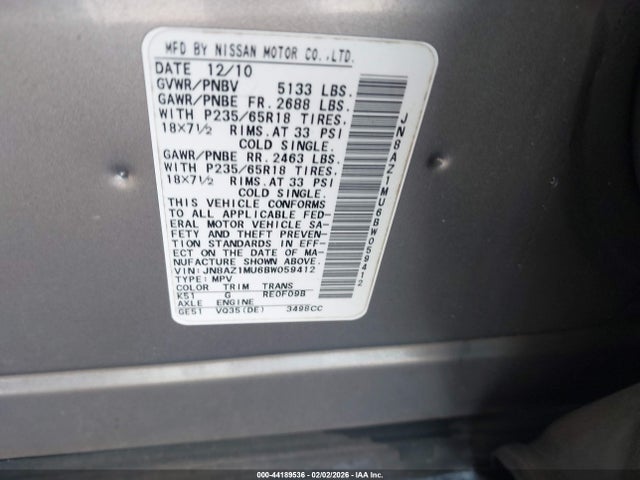 MFD BY NISSAN MOTOR CO.,LTD.
DATE 12/10
GVWR/PNBV 5133 LBS.
GAWR/PNBE FR. 2688 LBS.
WITH P235/65R18 TIRES.
18X7½ RIMS. AT 33 PSI
COLD SINGLE.
GAWR/PNBE RR. 2463 LBS.
WITH P235/65R18 TIRES.
18X7½ RIMS. AT 33 PSI
COLD SINGLE.
THIS VEHICLE CONFORMS
TO ALL APPLICABLE FED-
ERAL MOTOR VEHICLE SA-
FETY AND THEFT PREVEN-
TION STANDARDS IN EFF-
ECT ON THE DATE OF MA-
NUFACTURE SHOWN ABOVE.
VIN: JN8AZ1MU6BW059412
TYPE: MPV
COLOR TRIM TRANS
K51 G RE0F09B
AXLE ENGINE
GE51 VQ35(DE) 3498CC
JN8AZ1MU6BW059412
000-44189536 - 02/02/2026 - IAA Inc.